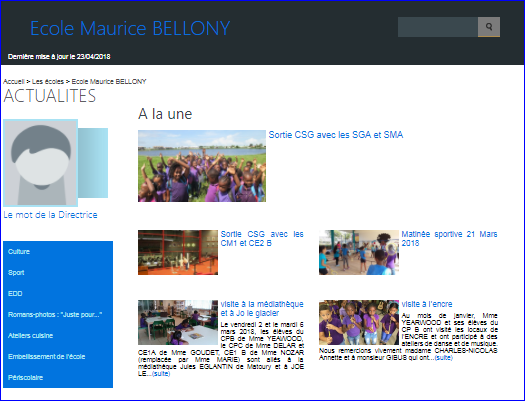 Ecole Maurice BELLONY
Dernière mise à jour le 23/04/2018
Accueil > Les écoles > Ecole Maurice BELLONY
ACTUALITES
Le mot de la Directrice
Culture
Sport
EDD
Romans-photos : "Juste pour..."
Ateliers cuisine
Embellissement de l'école
Périscolaire
A la une
Sortie CSG avec les SGA et SMA
Sortie CSG avec les
CM1 et CE2 B
Matinée sportive 21 Mars
2018
visite à la médiathèque
et à Jo le glacier
Le vendredi 2 et le mardi 6
mars 2018, les élèves du
CPB de Mme YEAWOOD,
le CPC de Mme DELAR et
CE1A de Mme GOUDET, CE1 B de Mme NOZAR
(remplacée par Mme MARIE) sont allés à la
médiathèque Jules EGLANTIN de Matoury et à JOE
LE...(suite)
visite à l'encre
Au mois de janvier, Mme
YEARWOOD et ses élèves du
CP B ont visité les locaux de
l'ENCRE et ont participé à des
ateliers de danse et de musique.
Nous remercions vivement madame CHARLES-NICOLAS
Annette et à monsieur GIBUS qui ont...(suite)